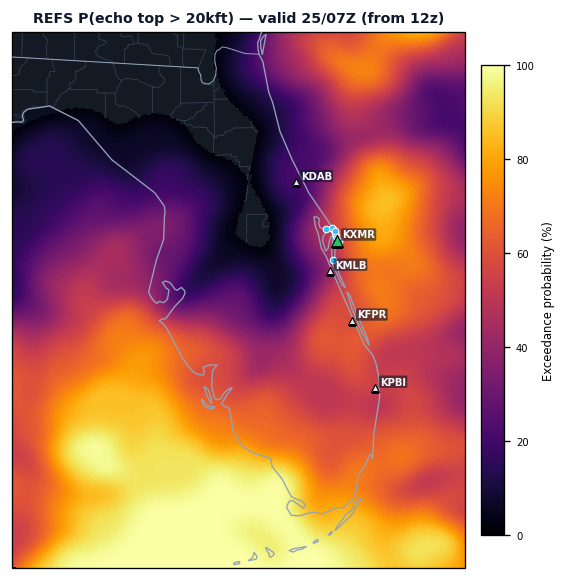 REFS P(echo top > 20kft) — valid 25/07Z (from 12z)
KDAB
KXMR
KMLB
KFPR
KPBI
100
80
60
40
20
0
Exceedance probability (%)